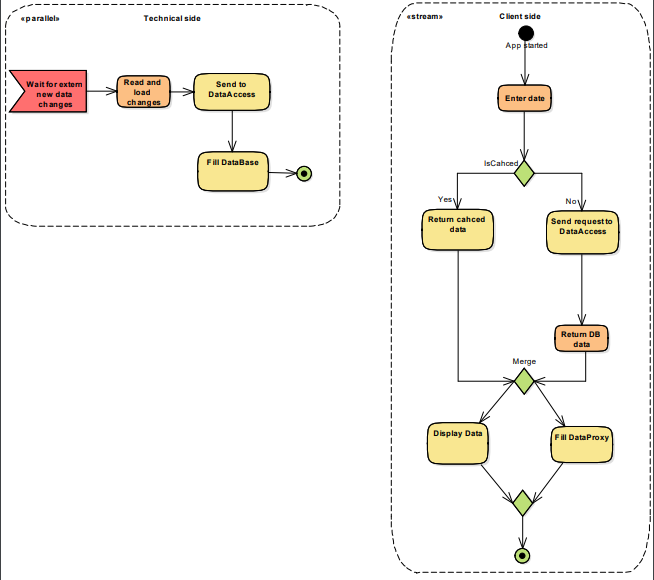 «parallel»
Technical side
Wait for extern
new data
changes
Read and
load
changes
Send to
DataAccess
Fill DataBase
«stream»
Client side
App started
Enter date
IsCahced
Yes
No
Return cahced
data
Send request to
DataAccess
Return DB
data
Merge
Display Data
Fill DataProxy